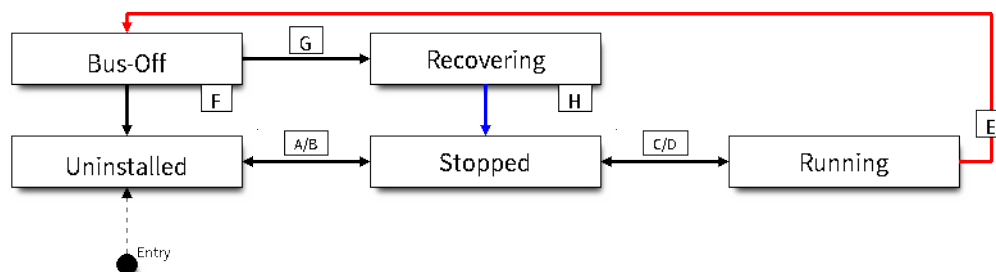 Bus-Off
G
Recovering
F
H
E
Uninstalled
A/B
Stopped
C/D
Running
Entry